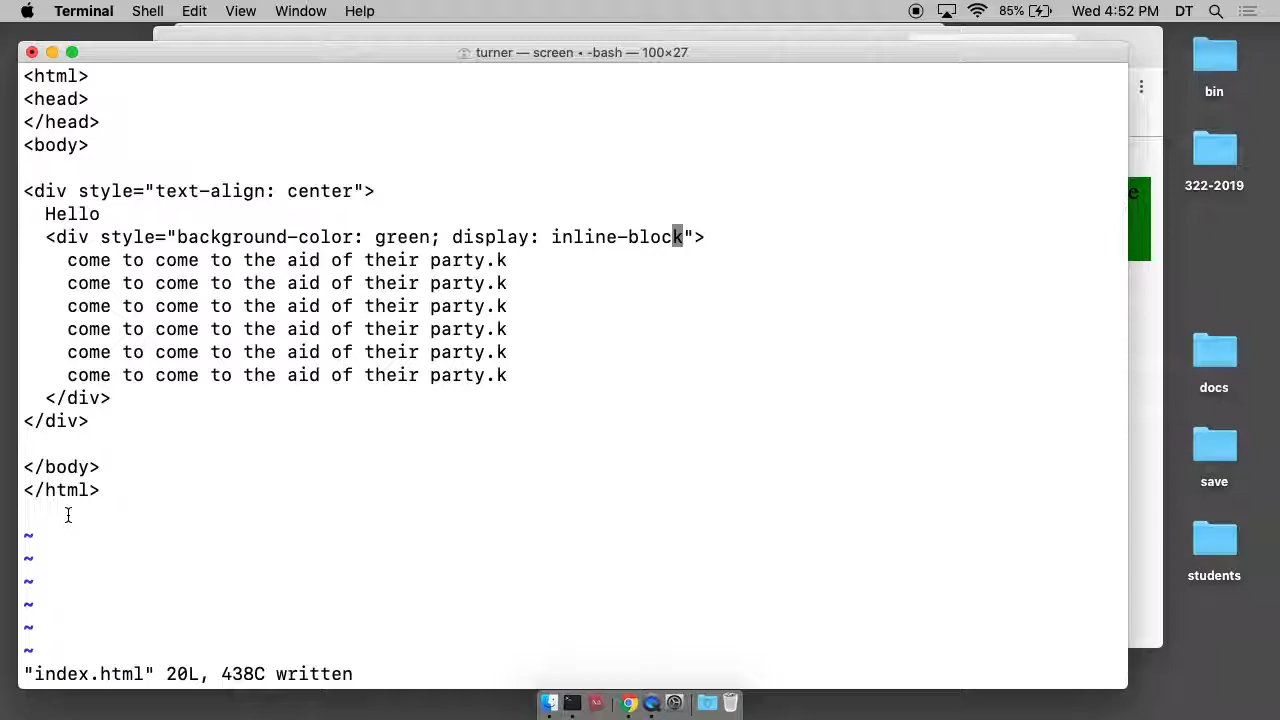 Terminal Shell Edit View Window Help 85% Wed 4:52 PM DT
turner — screen • -bash — 100×27
<html>
<head>
</head>
<body>
<div style="text-align: center">
Hello
<div style="background-color: green; display: inline-block">
come to come to the aid of their party.k
come to come to the aid of their party.k
come to come to the aid of their party.k
come to come to the aid of their party.k
come to come to the aid of their party.k
come to come to the aid of their party.k
</div>
</div>
</body>
</html>
~
~
~
~
~
~
"index.html" 20L, 438C written
e
bin
322-2019
docs
save
students